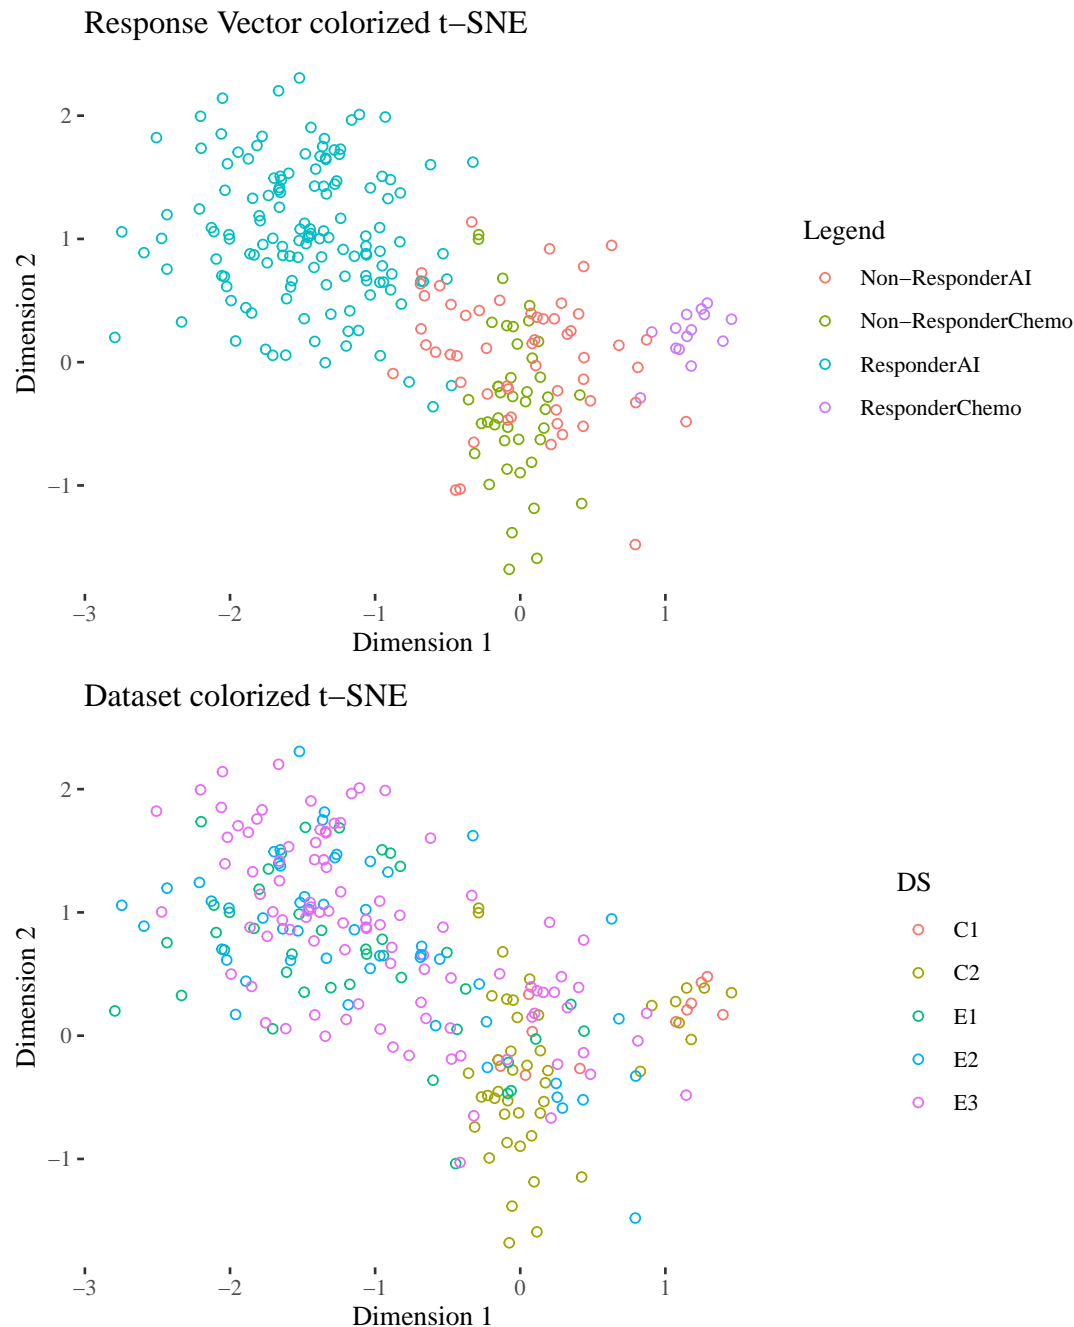 Response Vector colorized t−SNE
2
1
0
−1
Dimension 2
−3
−2
−1
0
1
Dimension 1
Legend
Non−ResponderAI
Non−ResponderChemo
ResponderAI
ResponderChemo
Dataset colorized t−SNE
2
1
0
−1
Dimension 2
−3
−2
−1
0
1
Dimension 1
DS
C1
C2
E1
E2
E3